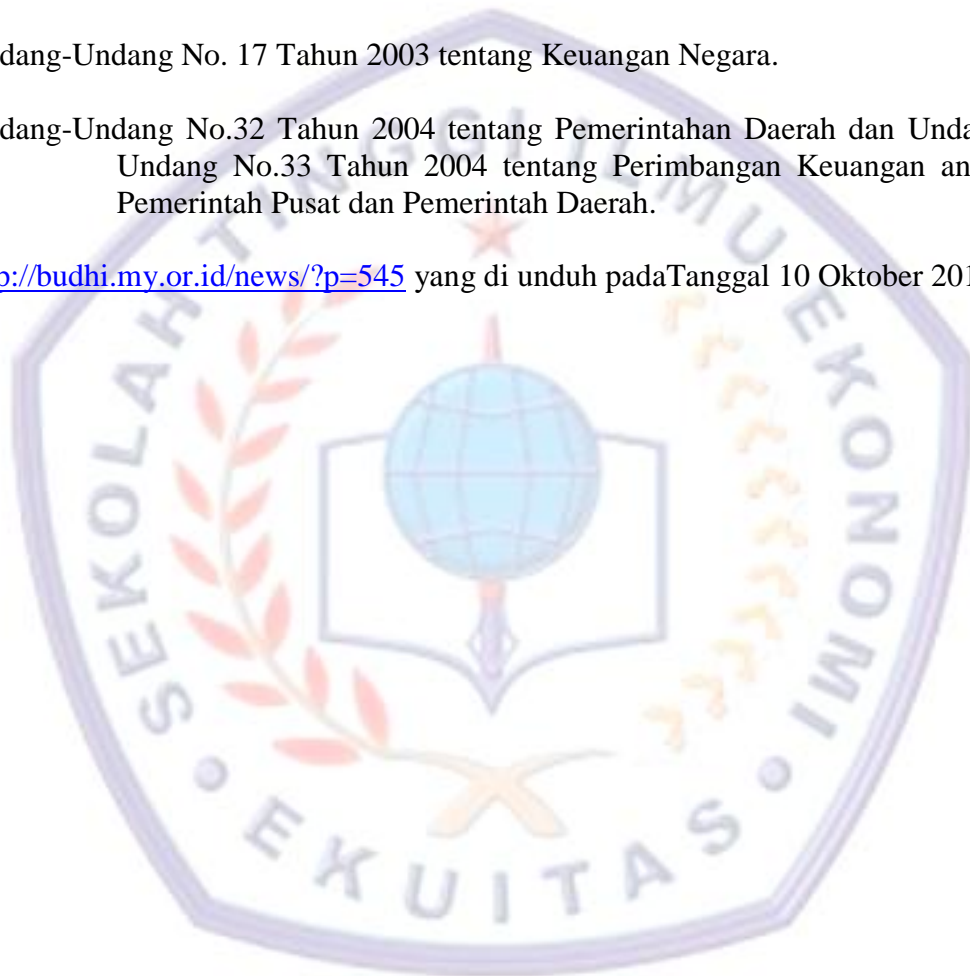 dang-Undang No. 17 Tahun 2003 tentang Keuangan Negara.
dang-Undang No.32 Tahun 2004 tentang Pemerintahan Daerah dan Unda
Undang No.33 Tahun 2004 tentang Perimbangan Keuangan an
Pemerintah Pusat dan Pemerintah Daerah.
p://budhi.my.or.id/news/?p=545 yang di unduh padaTanggal 10 Oktober 201
SEKOLAH TINGGI ILMU EKONOMI
EKUITAS